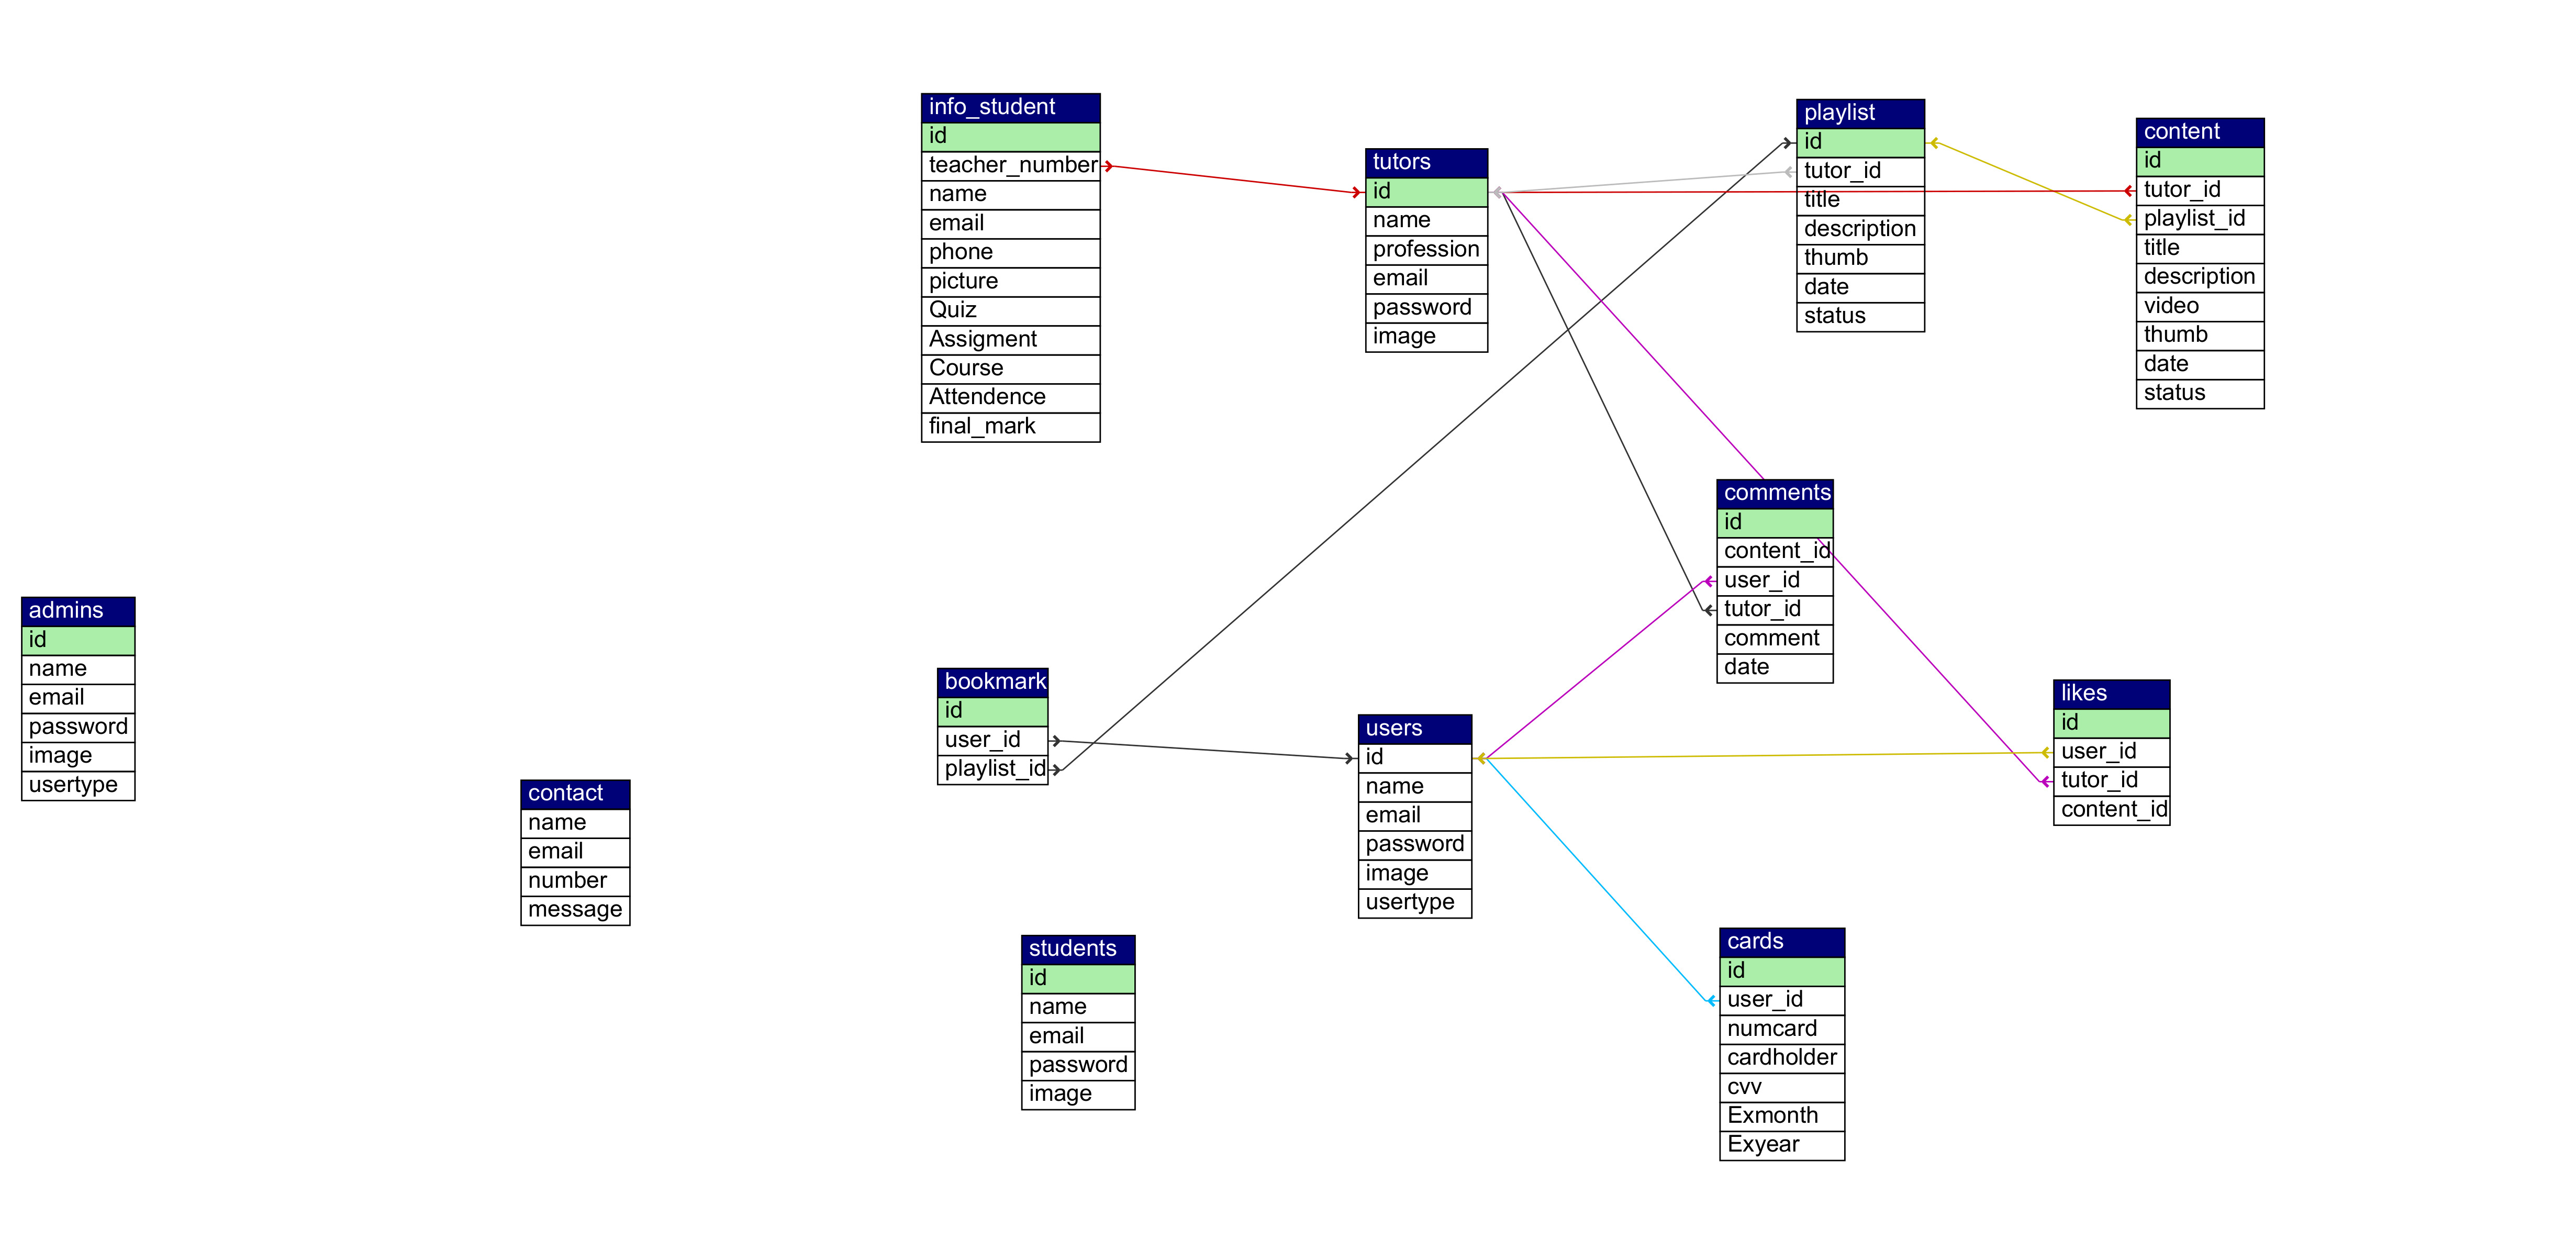 info_student
id
teacher_number
name
email
phone
picture
Quiz
Assigment
Course
Attendence
final_mark
tutors
id
name
profession
email
password
image
playlist
id
tutor_id
title
description
thumb
date
status
content
id
tutor_id
playlist_id
title
description
video
thumb
date
status
comments
id
content_id
user_id
tutor_id
comment
date
admins
id
name
email
password
image
usertype
contact
name
email
number
message
bookmark
id
user_id
playlist_id
users
id
name
email
password
image
usertype
likes
id
user_id
tutor_id
content_id
students
id
name
email
password
image
cards
id
user_id
numcard
cardholder
cvv
Exmonth
Exyear